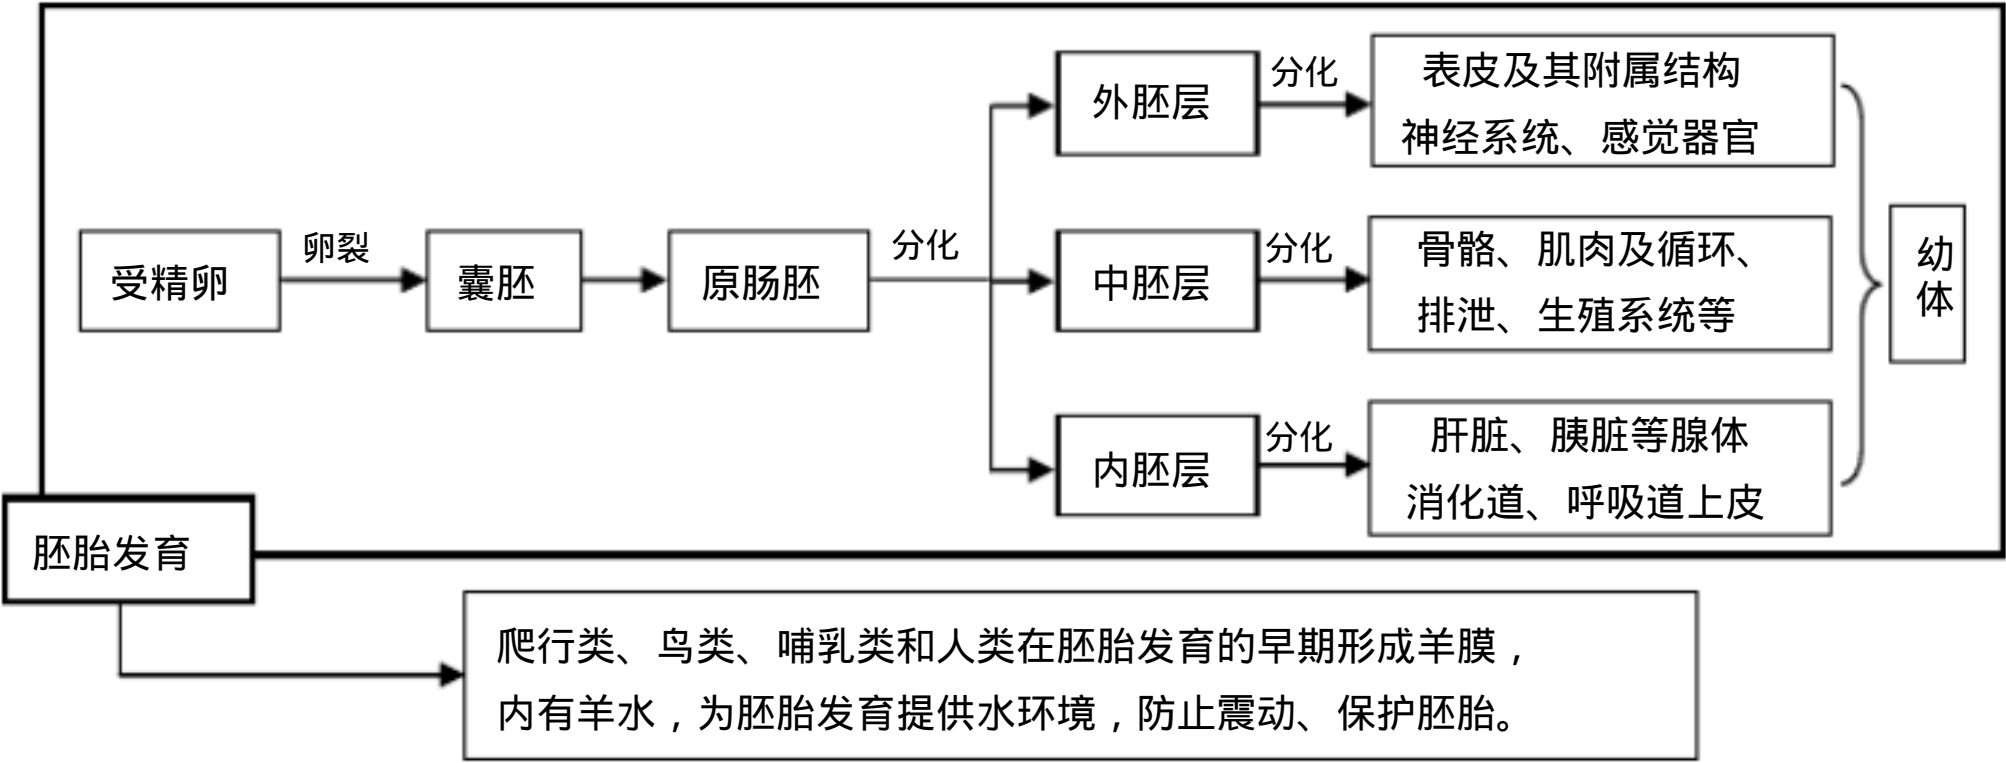 外胚层
分化
表皮及其附属结构
神经系统、感觉器官
受精卵
卵裂
囊胚
原肠胚
分化
中胚层
分化
骨骼、肌肉及循环、
排泄、生殖系统等
幼
体
内胚层
分化
肝脏、胰脏等腺体
消化道、呼吸道上皮
胚胎发育
爬行类、鸟类、哺乳类和人类在胚胎发育的早期形成羊膜，
内有羊水，为胚胎发育提供水环境，防止震动、保护胚胎。